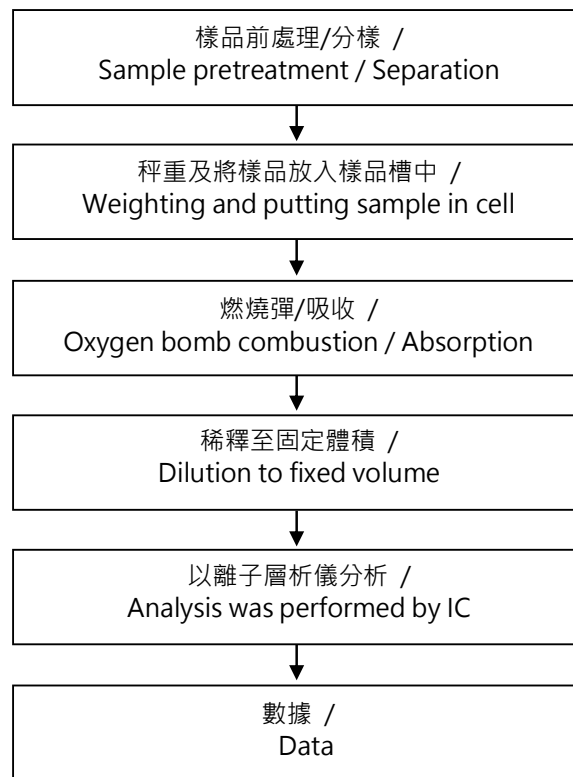 樣品前處理/分樣 /
Sample pretreatment / Separation
秤重及將樣品放入樣品槽中 /
Weighting and putting sample in cell
燃燒彈/吸收 /
Oxygen bomb combustion / Absorption
稀釋至固定體積 /
Dilution to fixed volume
以離子層析儀分析 /
Analysis was performed by IC
數據 /
Data